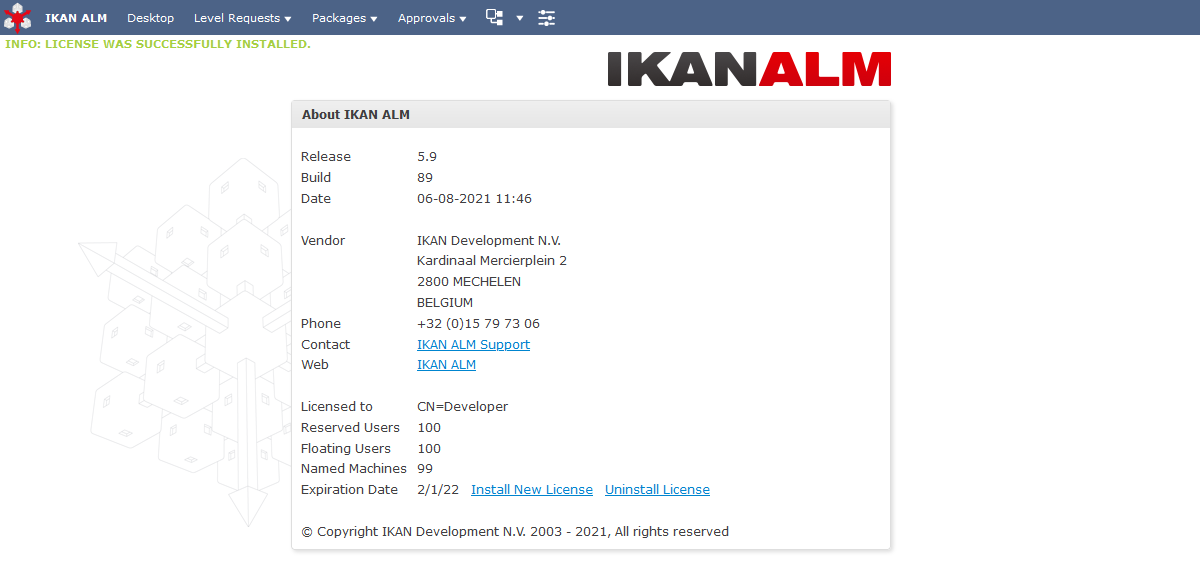 IKAN ALM Desktop Level Requests Packages Approvals
INFO: LICENSE WAS SUCCESSFULLY INSTALLED.
IKANALM
About IKAN ALM
Release 5.9
Build 89
Date 06-08-2021 11:46
Vendor IKAN Development N.V.
Kardinaal Mercierplein 2
2800 MECHELEN
BELGIUM
Phone +32 (0)15 79 73 06
Contact IKAN ALM Support
Web IKAN ALM
Licensed to CN=Developer
Reserved Users 100
Floating Users 100
Named Machines 99
Expiration Date 2/1/22 Install New License Uninstall License
© Copyright IKAN Development N.V. 2003 - 2021, All rights reserved